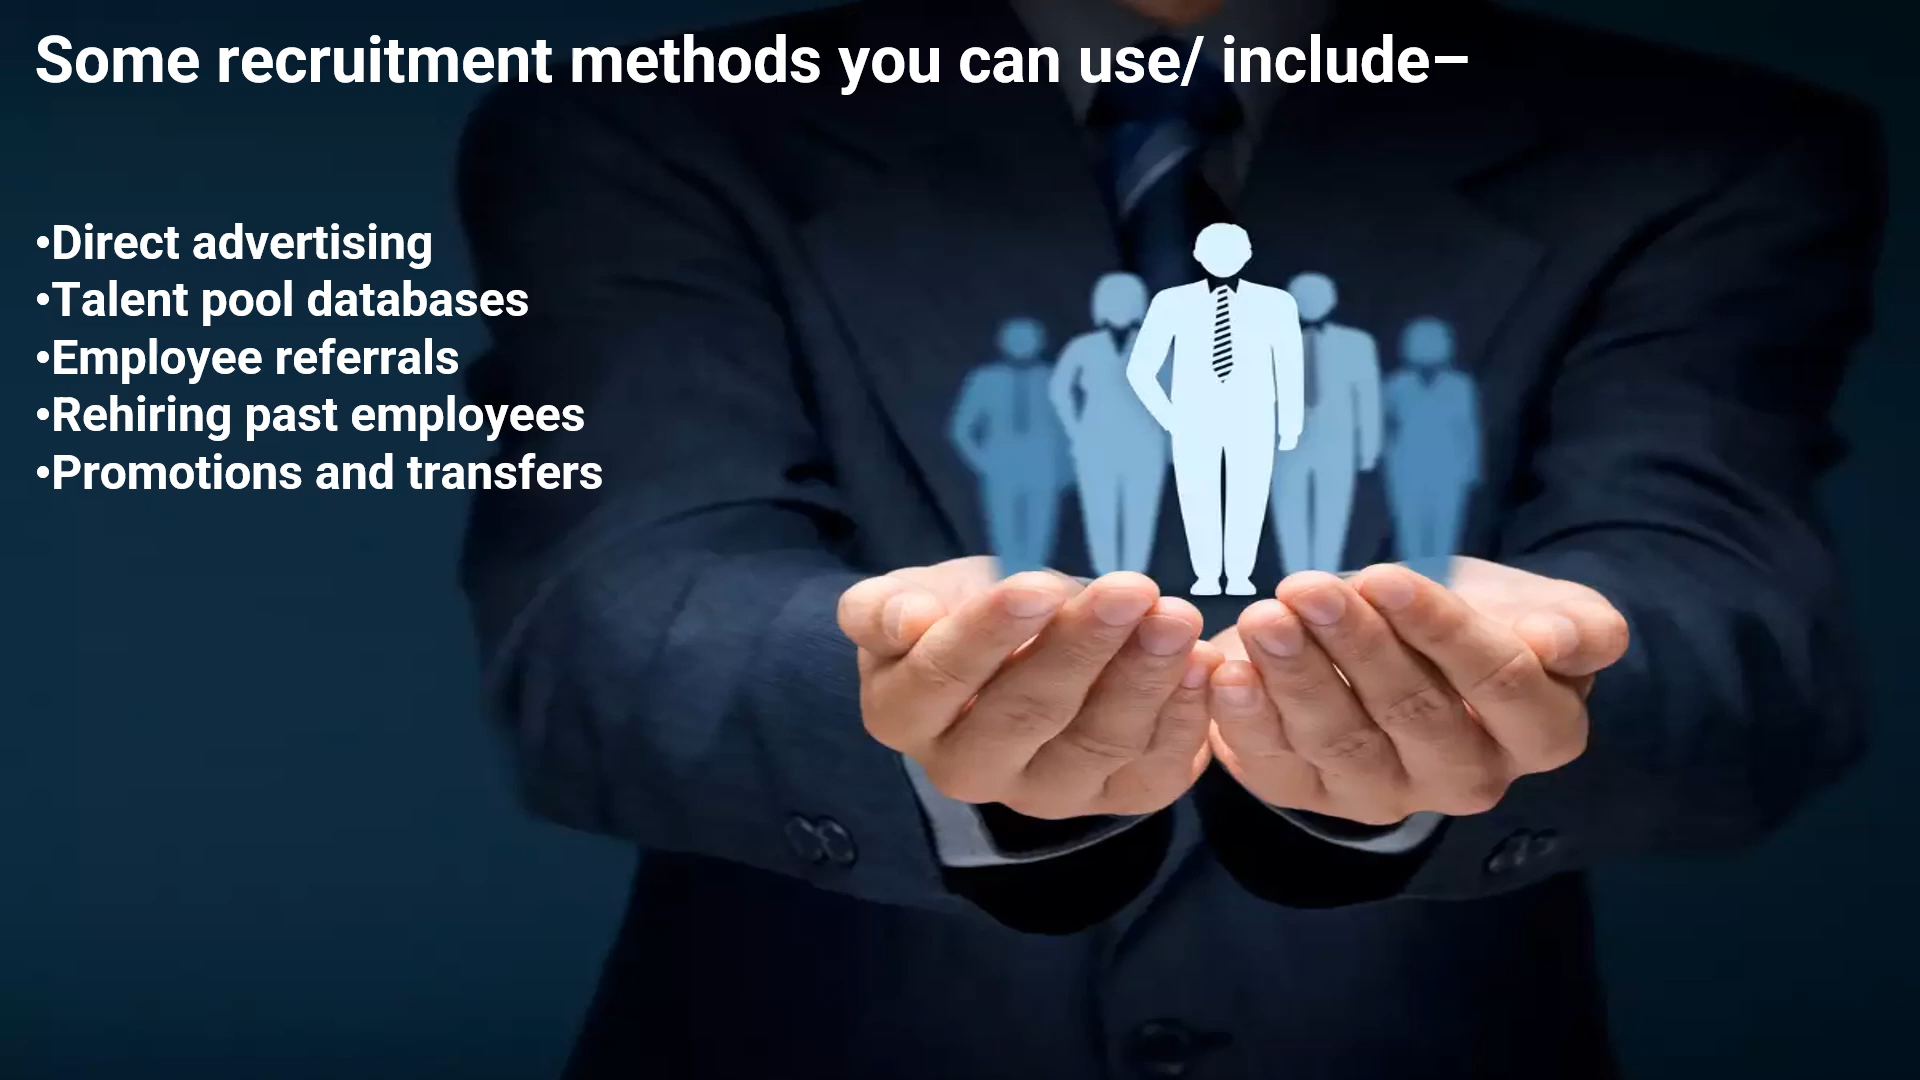 Some recruitment methods you can use/ include–
•Direct advertising
•Talent pool databases
•Employee referrals
•Rehiring past employees
•Promotions and transfers